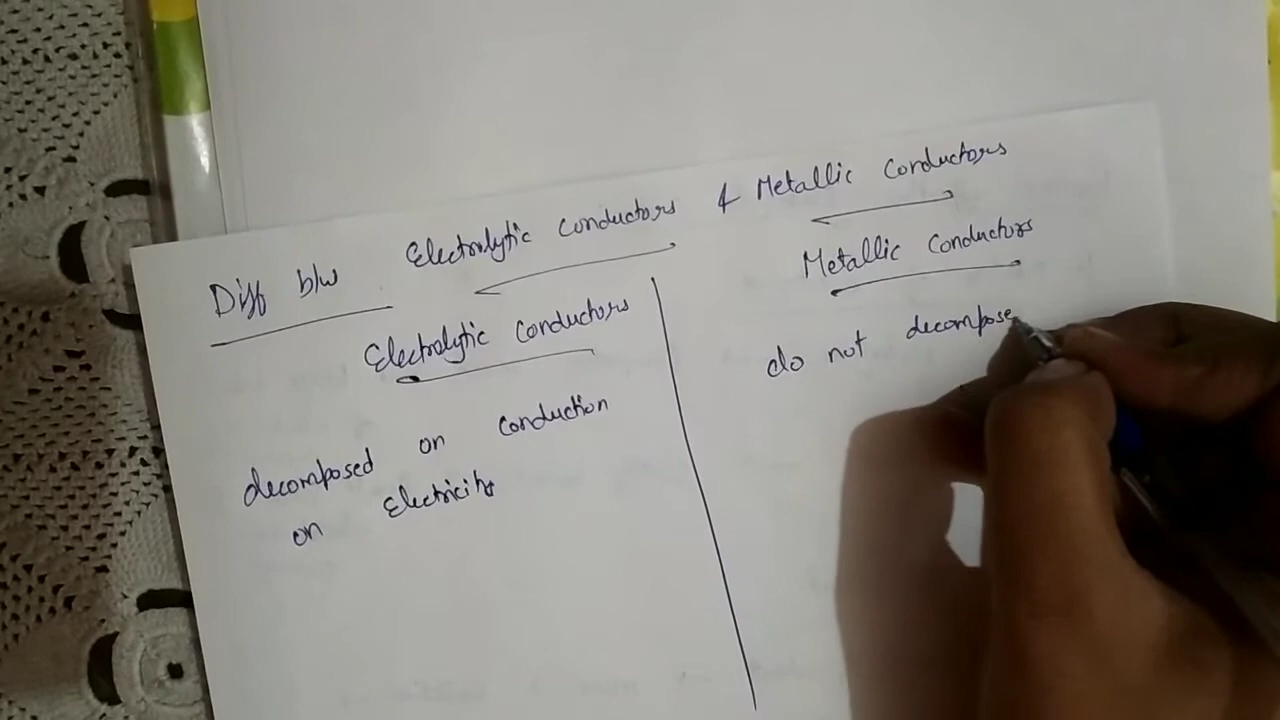 Diff b/w Electrolytic Conductors & Metallic Conductors
Electrolytic Conductors
decomposed on conduction
on Electricity
Metallic Conductors
do not decompose